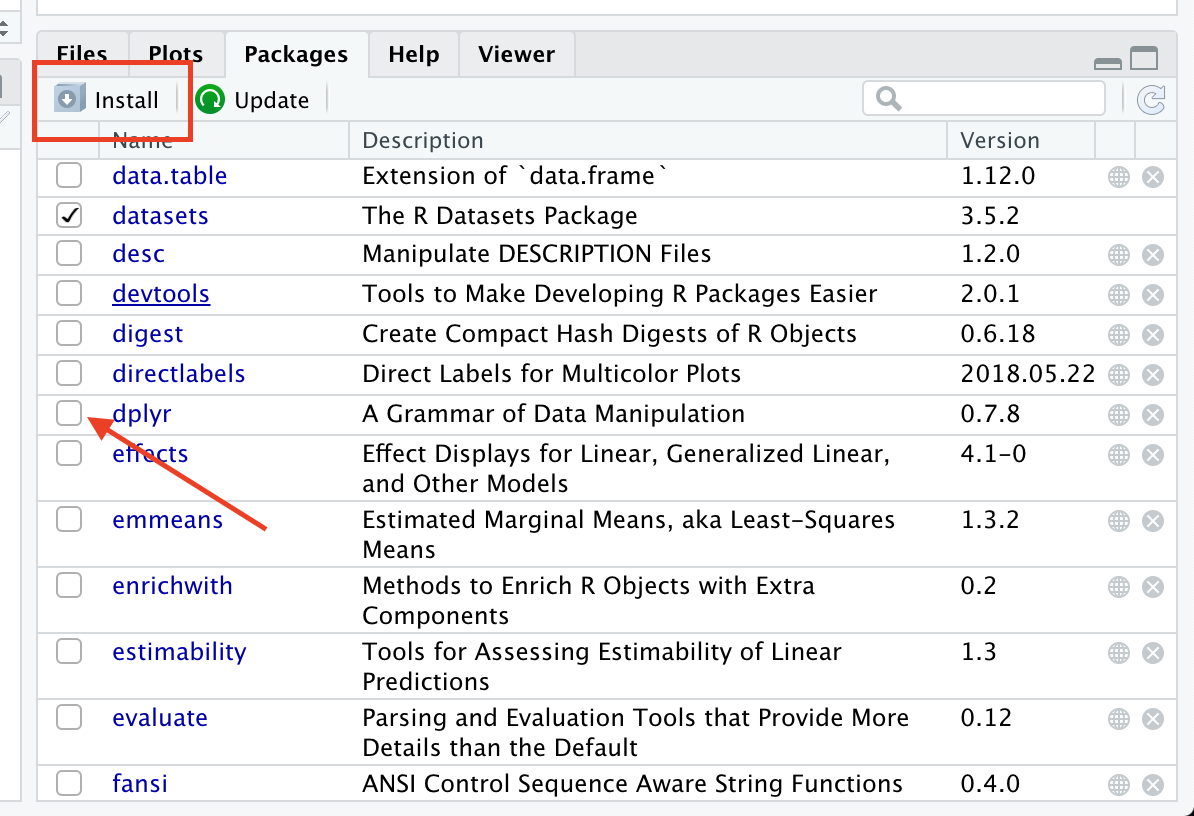 Files Plots Packages Help Viewer
Install Update
Name Description Version
data.table Extension of `data.frame` 1.12.0
datasets The R Datasets Package 3.5.2
desc Manipulate DESCRIPTION Files 1.2.0
devtools Tools to Make Developing R Packages Easier 2.0.1
digest Create Compact Hash Digests of R Objects 0.6.18
directlabels Direct Labels for Multicolor Plots 2018.05.22
dplyr A Grammar of Data Manipulation 0.7.8
effects Effect Displays for Linear, Generalized Linear, 4.1-0
and Other Models
emmeans Estimated Marginal Means, aka Least-Squares 1.3.2
Means
enrichwith Methods to Enrich R Objects with Extra 0.2
Components
estimability Tools for Assessing Estimability of Linear 1.3
Predictions
evaluate Parsing and Evaluation Tools that Provide More 0.12
Details than the Default
fansi ANSI Control Sequence Aware String Functions 0.4.0